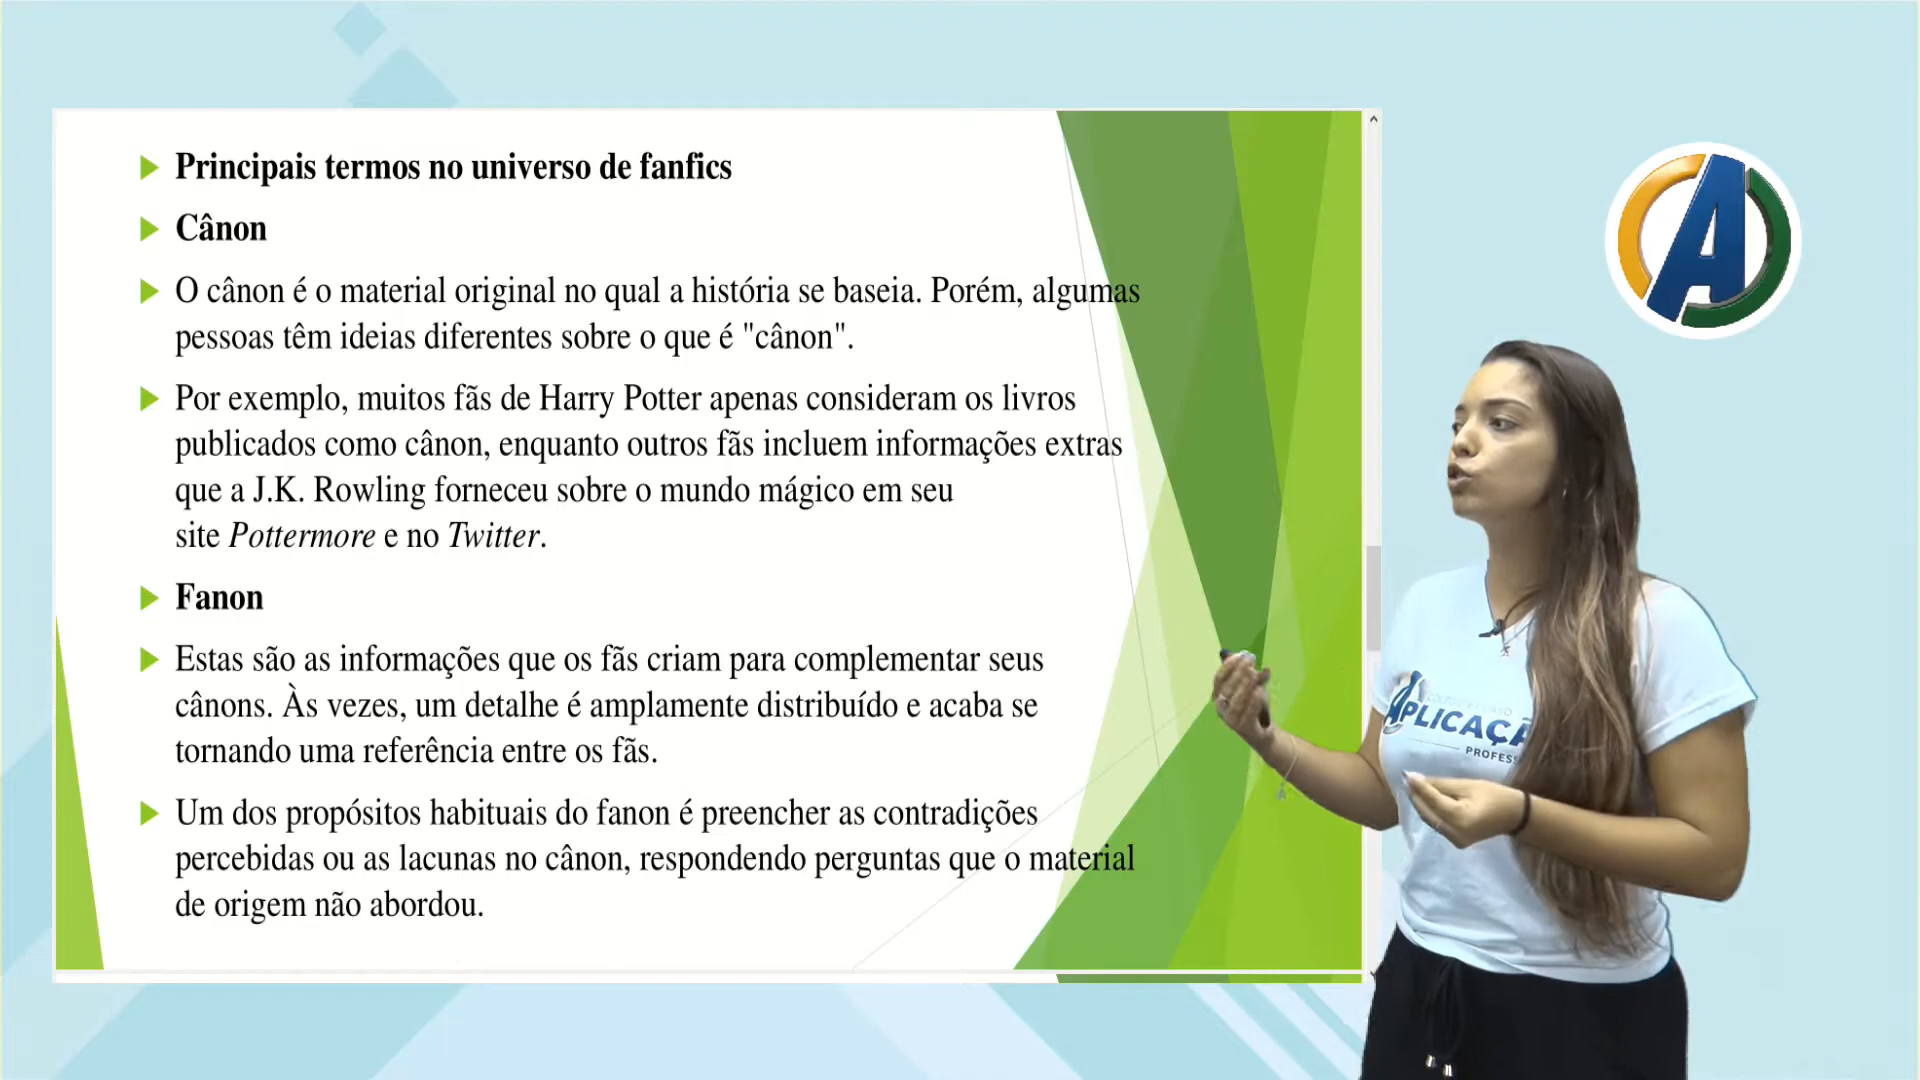 Principais termos no universo de fanfics
Cânon
O cânon é o material original no qual a história se baseia. Porém, algumas
pessoas têm ideias diferentes sobre o que é "cânon".
Por exemplo, muitos fãs de Harry Potter apenas consideram os livros
publicados como cânon, enquanto outros fãs incluem informações extras
que a J.K. Rowling forneceu sobre o mundo mágico em seu
site Pottermore e no Twitter.
Fanon
Estas são as informações que os fãs criam para complementar seus
cânons. Às vezes, um detalhe é amplamente distribuído e acaba se
tornando uma referência entre os fãs.
Um dos propósitos habituais do fanon é preencher as contradições
percebidas ou as lacunas no cânon, respondendo perguntas que o material
de origem não abordou.
A
APLICAÇÃ
PROFESS